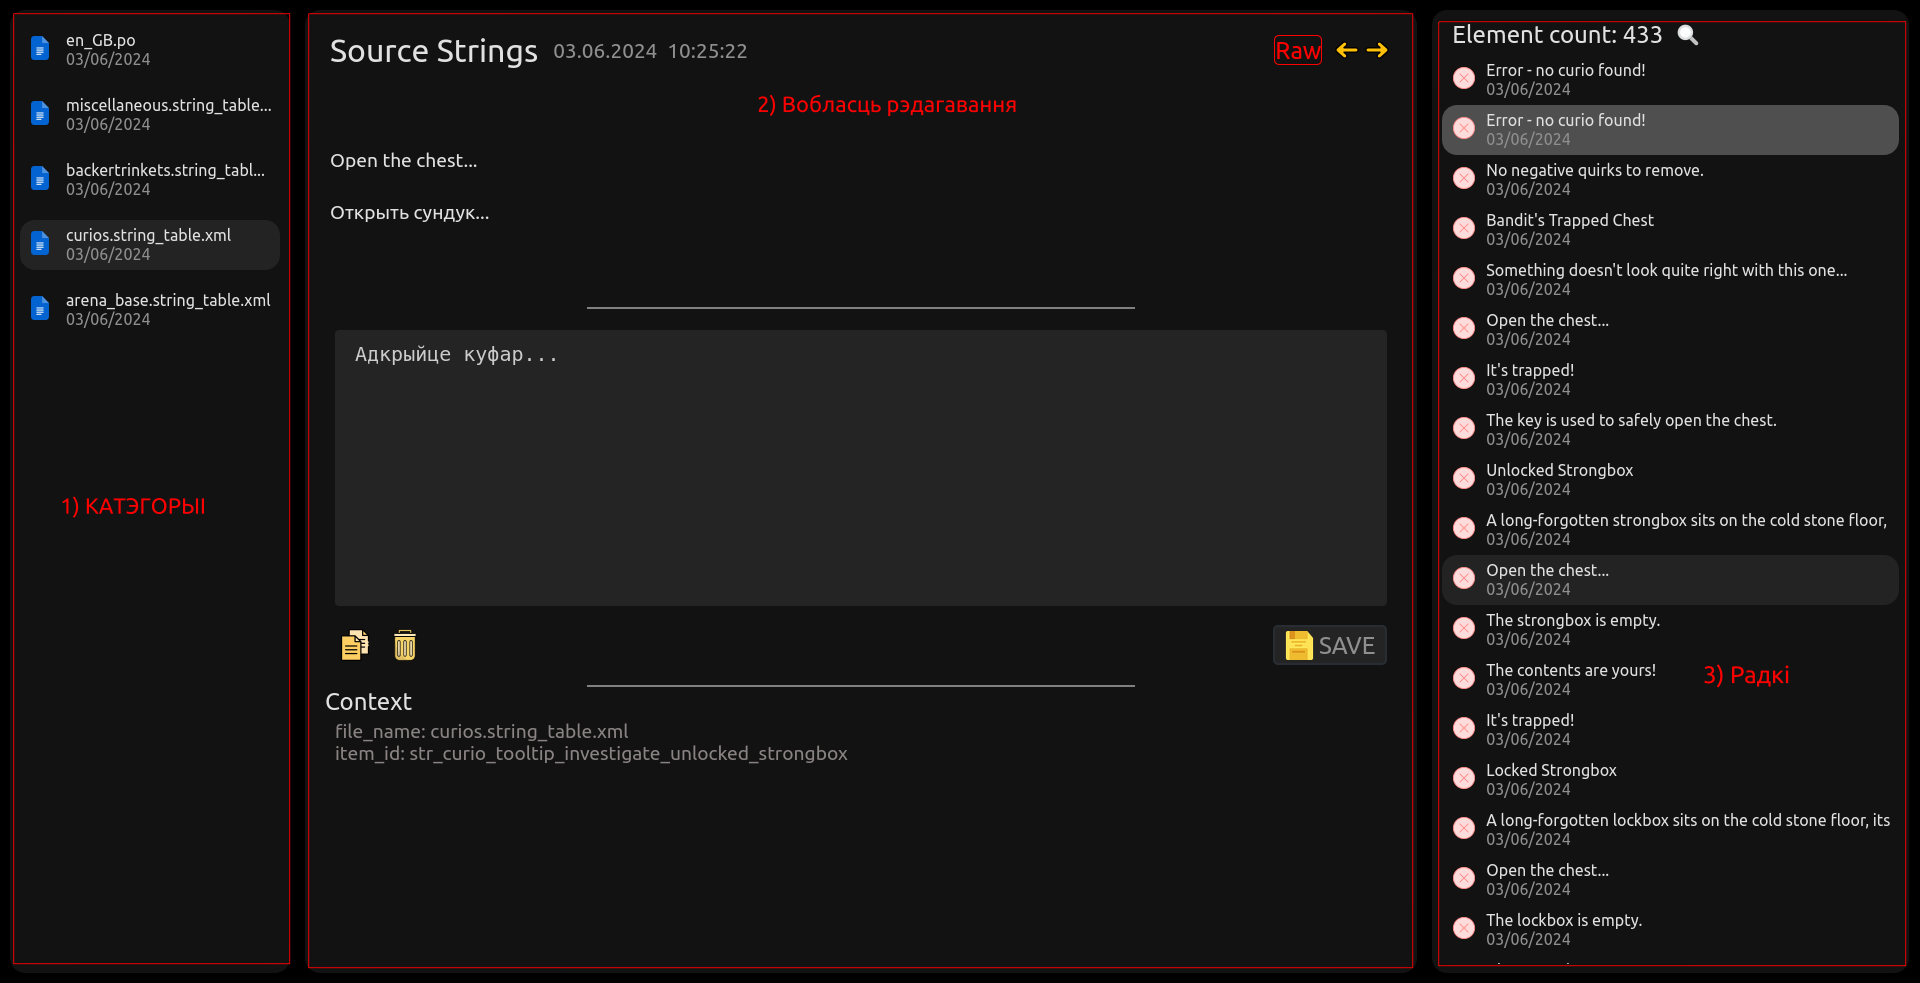 en_GB.po
03/06/2024
miscellaneous.string_table...
03/06/2024
backertrinkets.string_tabl...
03/06/2024
curios.string_table.xml
03/06/2024
arena_base.string_table.xml
03/06/2024
1) КАТЭГОРЫІ
Source Strings 03.06.2024 10:25:22
Raw
2) Вобласць рэдагавання
Open the chest...
Открыть сундук...
Адкрыйце куфар...
SAVE
Context
file_name: curios.string_table.xml
item_id: str_curio_tooltip_investigate_unlocked_strongbox
Element count: 433
Error - no curio found!
03/06/2024
Error - no curio found!
03/06/2024
No negative quirks to remove.
03/06/2024
Bandit's Trapped Chest
03/06/2024
Something doesn't look quite right with this one...
03/06/2024
Open the chest...
03/06/2024
It's trapped!
03/06/2024
The key is used to safely open the chest.
03/06/2024
Unlocked Strongbox
03/06/2024
A long-forgotten strongbox sits on the cold stone floor,
03/06/2024
Open the chest...
03/06/2024
The strongbox is empty.
03/06/2024
The contents are yours!
03/06/2024
3) Радкі
It's trapped!
03/06/2024
Locked Strongbox
03/06/2024
A long-forgotten lockbox sits on the cold stone floor, its
03/06/2024
Open the chest...
03/06/2024
The lockbox is empty.
03/06/2024